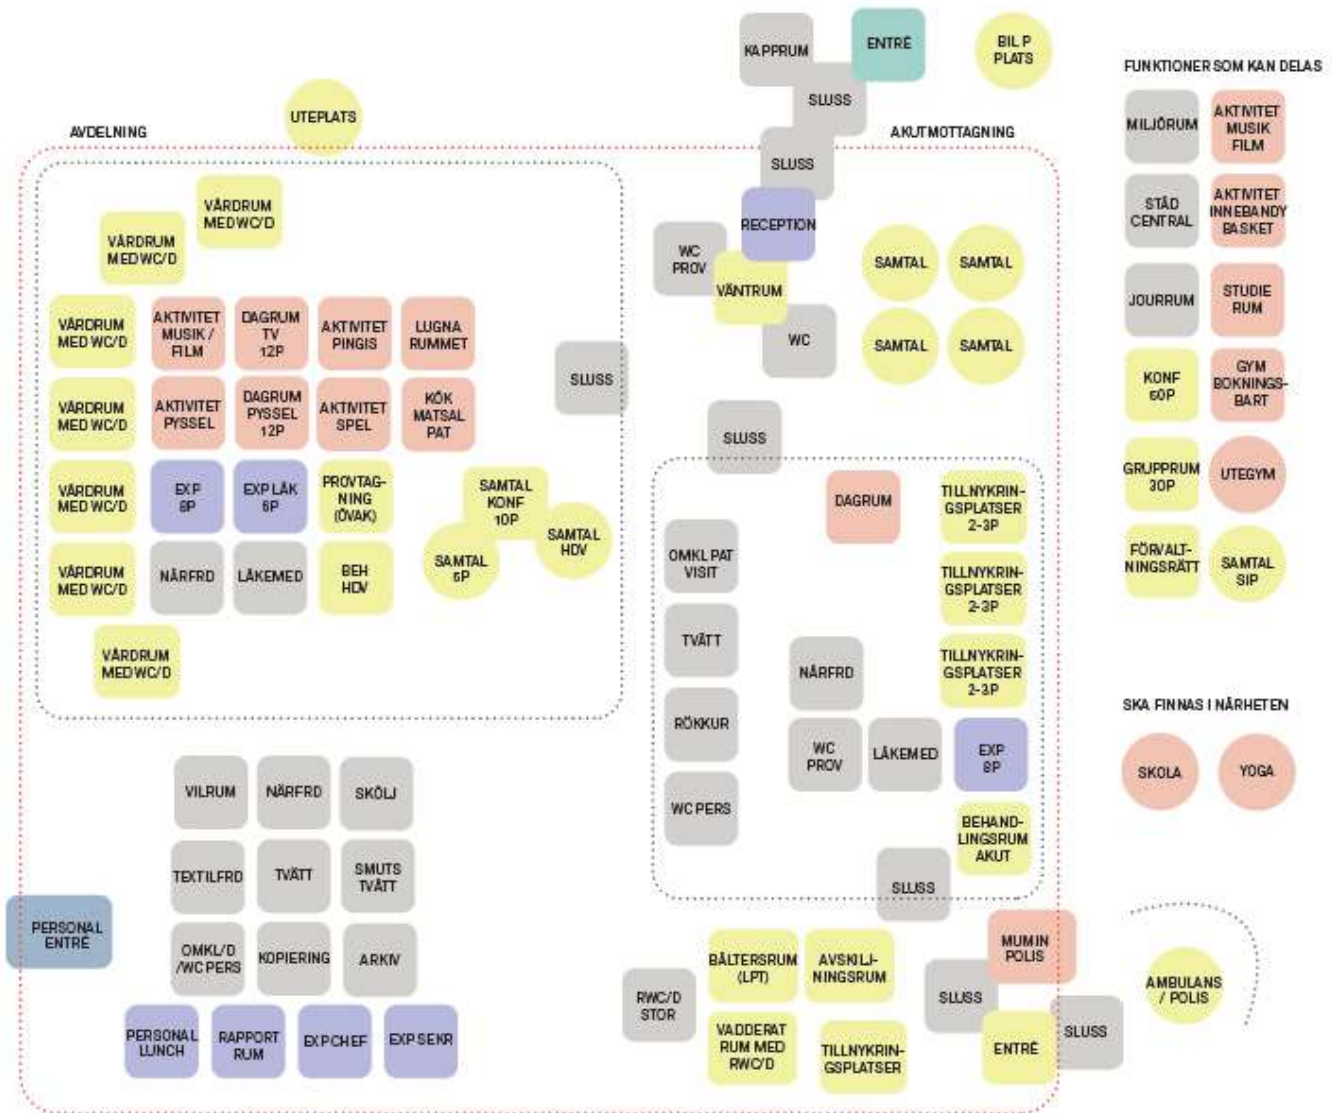 KAPPRUM
ENTRÉ
BIL P
PLATS
SLUSS
UTEPLATS
AVDELNING
AKUTMOTTAGNING
SLUSS
RECEPTION
WC
PROV
VÄNTRUM
WC
SAMTAL
SAMTAL
SAMTAL
SAMTAL
VÅRDRUM
MED WC/D
VÅRDRUM
MED WC/D
VÅRDRUM
MED WC/D
AKTIVITET
MUSIK /
FILM
DAGRUM
TV
12P
AKTIVITET
PINGIS
LUGNA
RUMMET
SLUSS
VÅRDRUM
MED WC/D
AKTIVITET
PYSSEL
DAGRUM
PYSSEL
12P
AKTIVITET
SPEL
KÖK
MATSAL
PAT
VÅRDRUM
MED WC/D
EXP
8P
EXP LÄK
6P
PROVTAG-
NING
(ÖVAK)
SAMTAL
KONF
10P
SAMTAL
HDV
SAMTAL
6P
VÅRDRUM
MED WC/D
NÄRFRD
LÄKEMED
BEH
HDV
VÅRDRUM
MED WC/D
SLUSS
DAGRUM
TILLNYKRIN-
GSPLATSER
2-3P
OMKL PAT
VISIT
TILLNYKRIN-
GSPLATSER
2-3P
TVÄTT
NÄRFRD
TILLNYKRIN-
GSPLATSER
2-3P
RÖKKUR
WC
PROV
LÄKEMED
EXP
8P
WC PERS
BEHAND-
LINGSRUM
AKUT
SLUSS
VILRUM
NÄRFRD
SKÖLJ
TEXTILFRD
TVÄTT
SMUTS
TVÄTT
PERSONAL
ENTRÉ
OMKL/D
/WC PERS
KOPIERING
ARKIV
PERSONAL
LUNCH
RAPPORT
RUM
EXP CHEF
EXP SEKR
RWC/D
STOR
BÄLTERSRUM
(LPT)
AVSKILJ-
NINGSRUM
VADDERAT
RUM MED
RWC/D
TILLNYKRIN-
GSPLATSER
MUMIN
POLIS
SLUSS
ENTRÉ
SLUSS
AMBULANS
/ POLIS
FUNKTIONER SOM KAN DELAS
MILJÖRUM
AKTIVITET
MUSIK
FILM
STÄD
CENTRAL
AKTIVITET
INNEBANDY
BASKET
JOURRUM
STUDIE
RUM
KONF
60P
GYM
BOKNINGS-
BART
GRUPPRUM
30P
UTEGYM
FÖRVALT-
NINGSRÄTT
SAMTAL
SIP
SKA FINNAS I NÄRHETEN
SKOLA
YOGA